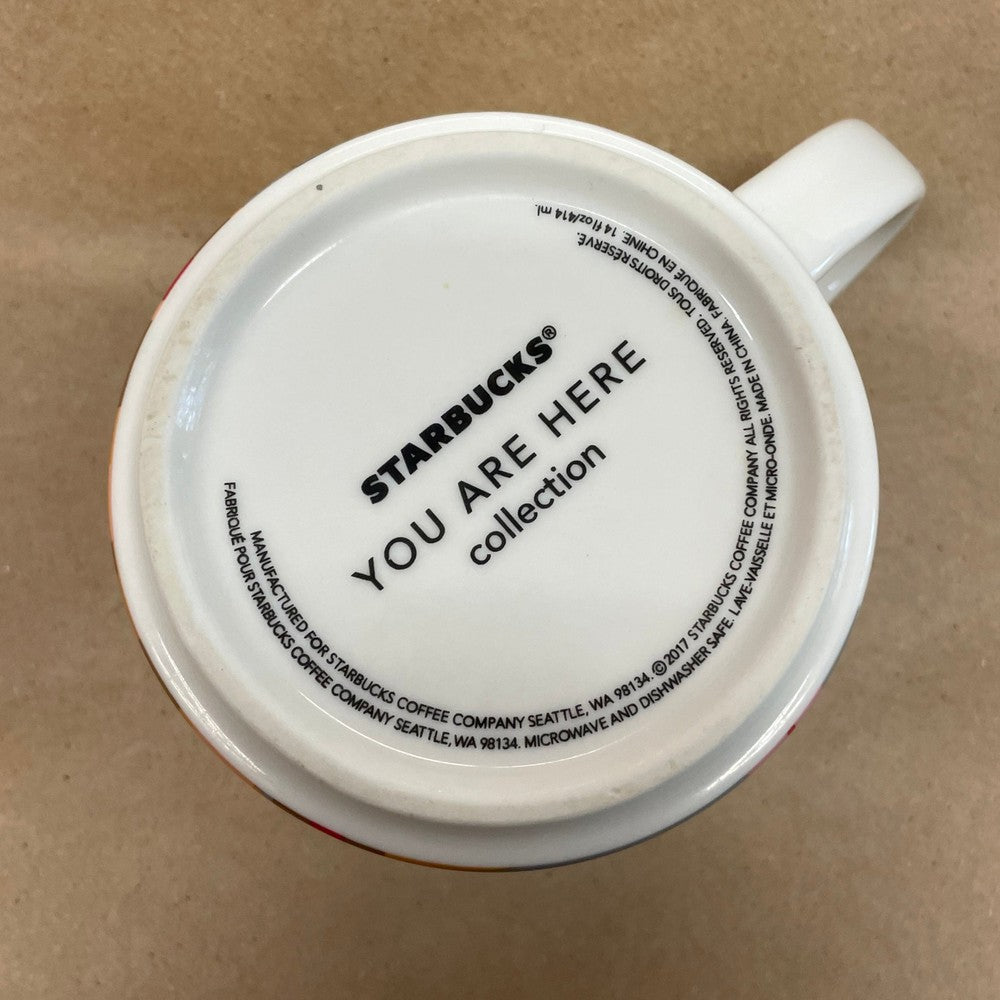 STARBUCKS®
YOU ARE HERE
collection
MANUFACTURED FOR STARBUCKS COFFEE COMPANY SEATTLE, WA 98134. ©2017 STARBUCKS COFFEE COMPANY ALL RIGHTS RESERVED. TOUS DROITS RÉSERVÉ.
FABRIQUÉ POUR STARBUCKS COFFEE COMPANY SEATTLE, WA 98134. MICROWAVE AND DISHWASHER SAFE. LAVE-VAISSELLE ET MICRO-ONDE. MADE IN CHINA. FABRIQUÉ EN CHINE. 14 fl oz/414 ml.